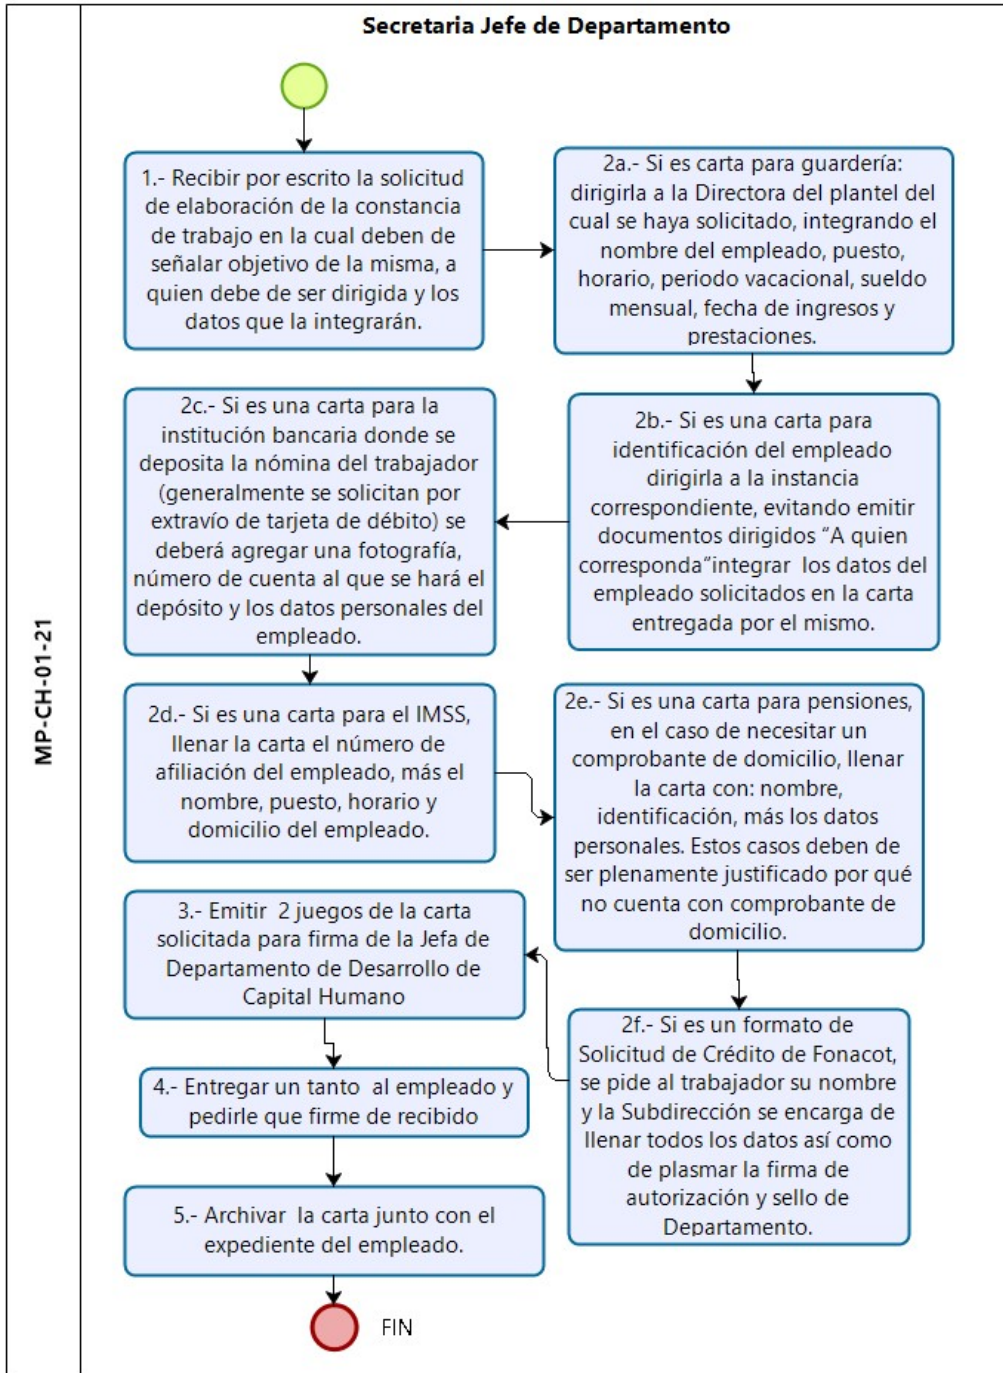 Secretaria Jefe de Departamento
MP-CH-01-21
1.- Recibir por escrito la solicitud
de elaboración de la constancia
de trabajo en la cual deben de
señalar objetivo de la misma, a
quien debe de ser dirigida y los
datos que la integrarán.
2a.- Si es carta para guardería:
dirigirla a la Directora del plantel del
cual se haya solicitado, integrando el
nombre del empleado, puesto,
horario, periodo vacacional, sueldo
mensual, fecha de ingresos y
prestaciones.
2b.- Si es una carta para
identificación del empleado
dirigirla a la instancia
correspondiente, evitando emitir
documentos dirigidos “A quien
corresponda”integrar los datos del
empleado solicitados en la carta
entregada por el mismo.
2c.- Si es una carta para la
institución bancaria donde se
deposita la nómina del trabajador
(generalmente se solicitan por
extravío de tarjeta de débito) se
deberá agregar una fotografía,
número de cuenta al que se hará el
depósito y los datos personales del
empleado.
2d.- Si es una carta para el IMSS,
llenar la carta el número de
afiliación del empleado, más el
nombre, puesto, horario y
domicilio del empleado.
2e.- Si es una carta para pensiones,
en el caso de necesitar un
comprobante de domicilio, llenar
la carta con: nombre,
identificación, más los datos
personales. Estos casos deben de
ser plenamente justificado por qué
no cuenta con comprobante de
domicilio.
2f.- Si es un formato de
Solicitud de Crédito de Fonacot,
se pide al trabajador su nombre
y la Subdirección se encarga de
llenar todos los datos así como
de plasmar la firma de
autorización y sello de
Departamento.
3.- Emitir 2 juegos de la carta
solicitada para firma de la Jefa de
Departamento de Desarrollo de
Capital Humano
4.- Entregar un tanto al empleado y
pedirle que firme de recibido
5.- Archivar la carta junto con el
expediente del empleado.
FIN